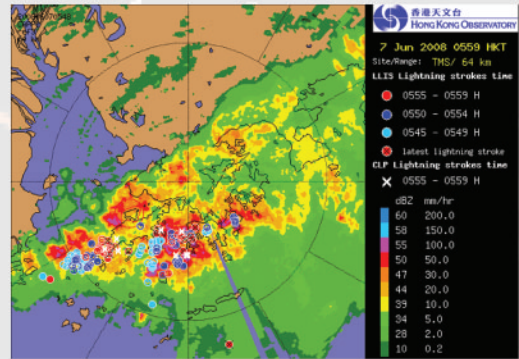 香港天文台
HONG KONG OBSERVATORY
7 Jun 2008 0559 HKT
Site/Range: TMS/ 64 km
LLIS Lightning strokes time
0555 - 0559 H
0550 - 0554 H
0545 - 0549 H
latest lightning stroke
CLP Lightning strokes time
0555 - 0559 H
dBZ mm/hr
60 200.0
58 150.0
55 100.0
50 50.0
47 30.0
44 20.0
39 10.0
34 5.0
28 2.0
10 0.2